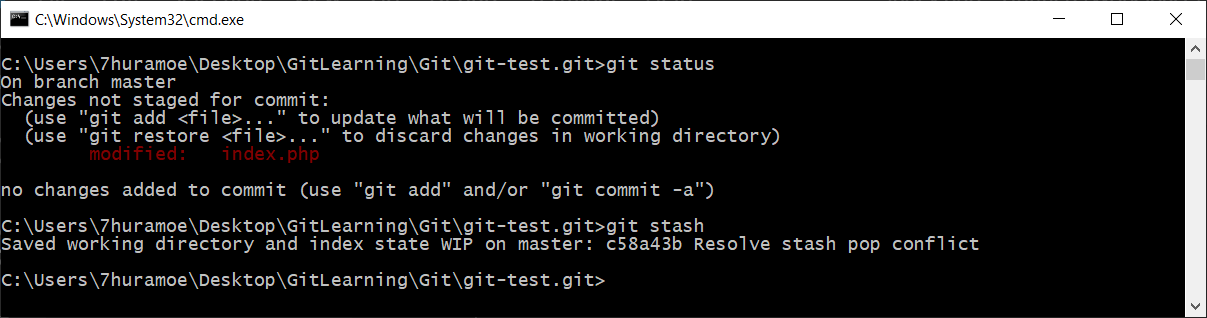 C:\Windows\System32\cmd.exe
C:\Users\7huramoe\Desktop\GitLearning\Git\git-test.git>git status
On branch master
Changes not staged for commit:
  (use "git add <file>..." to update what will be committed)
  (use "git restore <file>..." to discard changes in working directory)
        modified:   index.php
no changes added to commit (use "git add" and/or "git commit -a")
C:\Users\7huramoe\Desktop\GitLearning\Git\git-test.git>git stash
Saved working directory and index state WIP on master: c58a43b Resolve stash pop conflict
C:\Users\7huramoe\Desktop\GitLearning\Git\git-test.git>